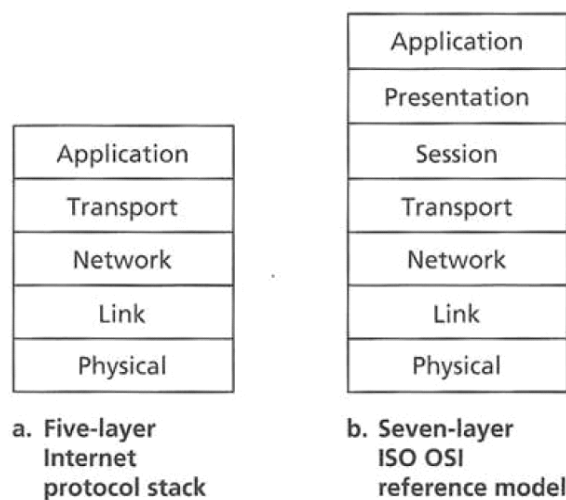 Application
Transport
Network
Link
Physical
a. Five-layer
Internet
protocol stack
Application
Presentation
Session
Transport
Network
Link
Physical
b. Seven-layer
ISO OSI
reference model